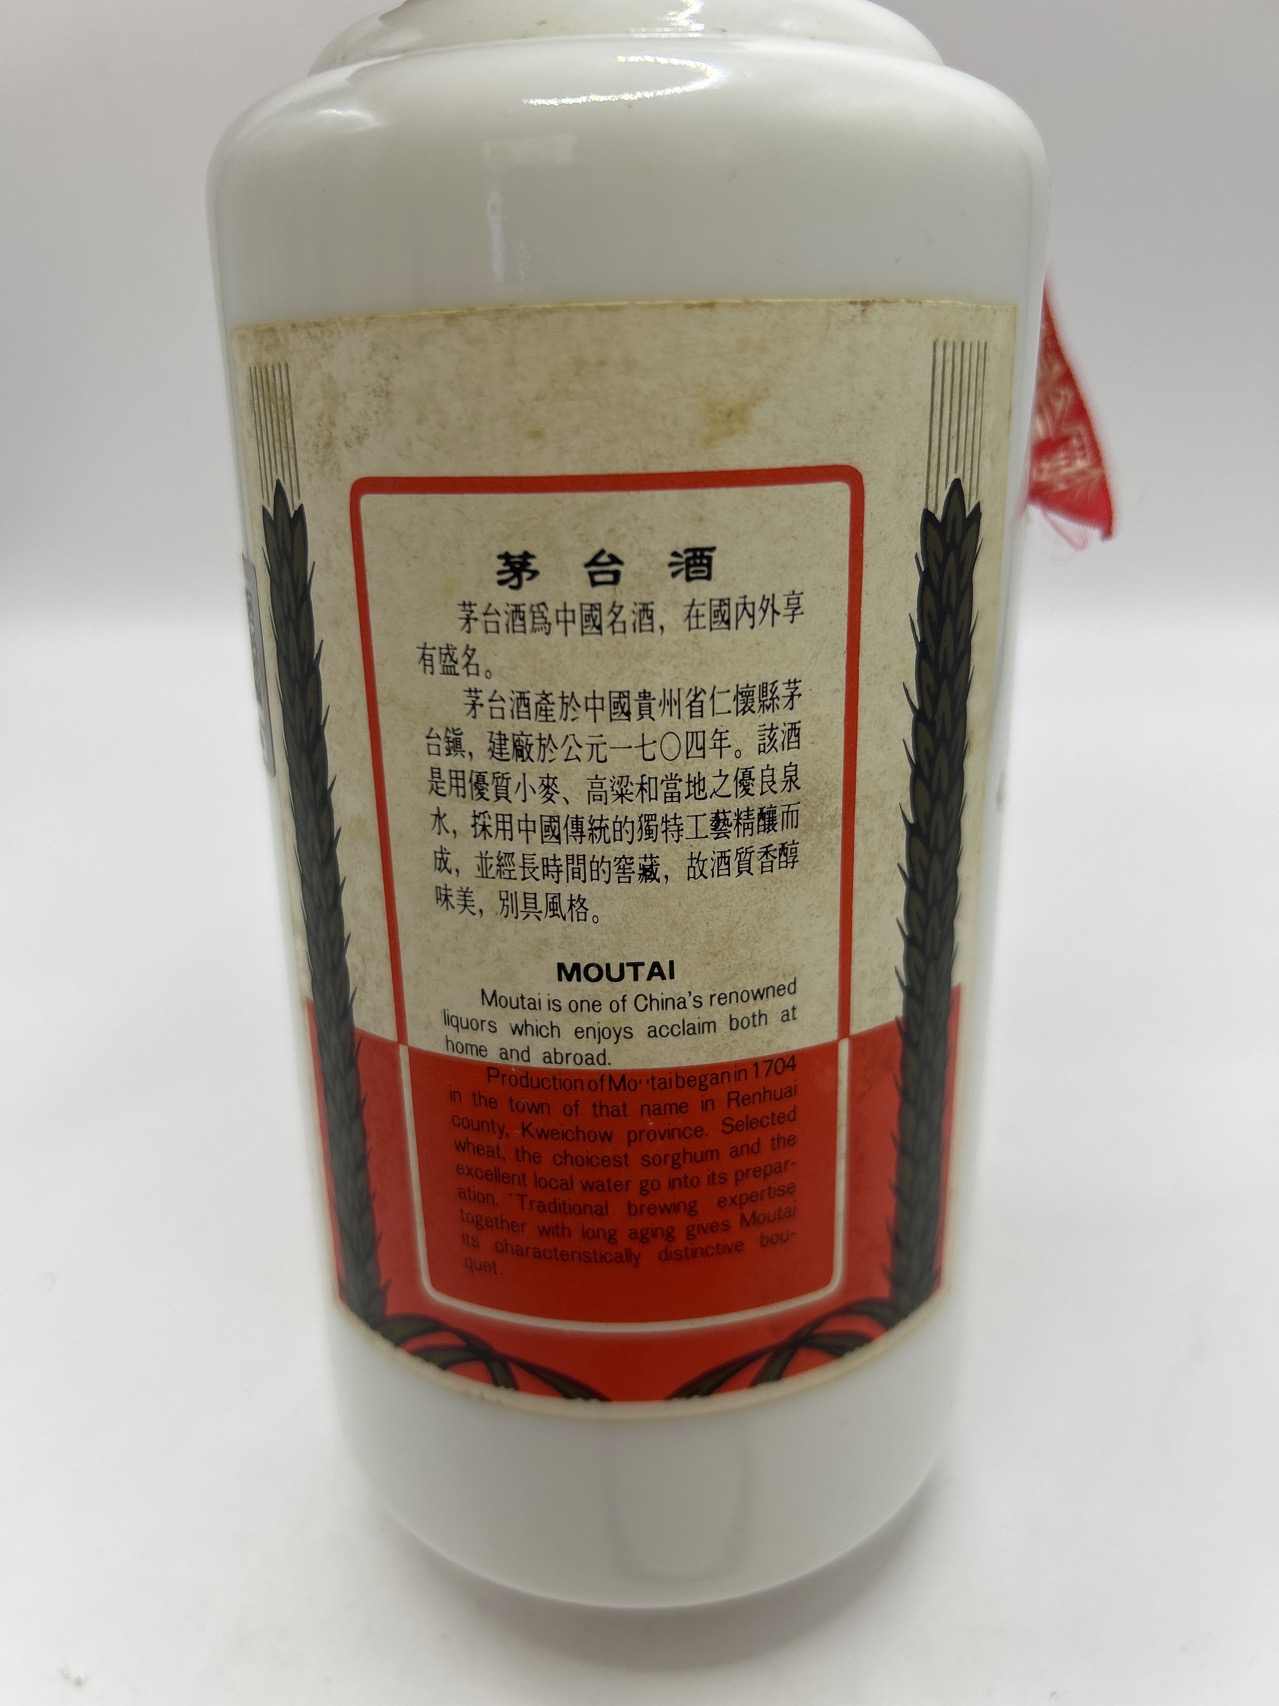 茅台酒
茅台酒爲中國名酒，在國內外享
有盛名。
茅台酒產於中國貴州省仁懷縣茅
台鎮，建廠於公元一七〇四年。該酒
是用優質小麥、高粱和當地之優良泉
水，採用中國傳統的獨特工藝精釀而
成，並經長時間的窖藏，故酒質香醇
味美，別具風格。
MOUTAI
Moutai is one of China's renowned
liquors which enjoys acclaim both at
home and abroad.
Production of Moutai began in 1704
in the town of that name in Renhuai
county, Kweichow province. Selected
wheat, the choicest sorghum and the
excellent local water go into its prepar-
ation. Traditional brewing expertise
together with long aging gives Moutai
its characteristically distinctive bou-
quet.